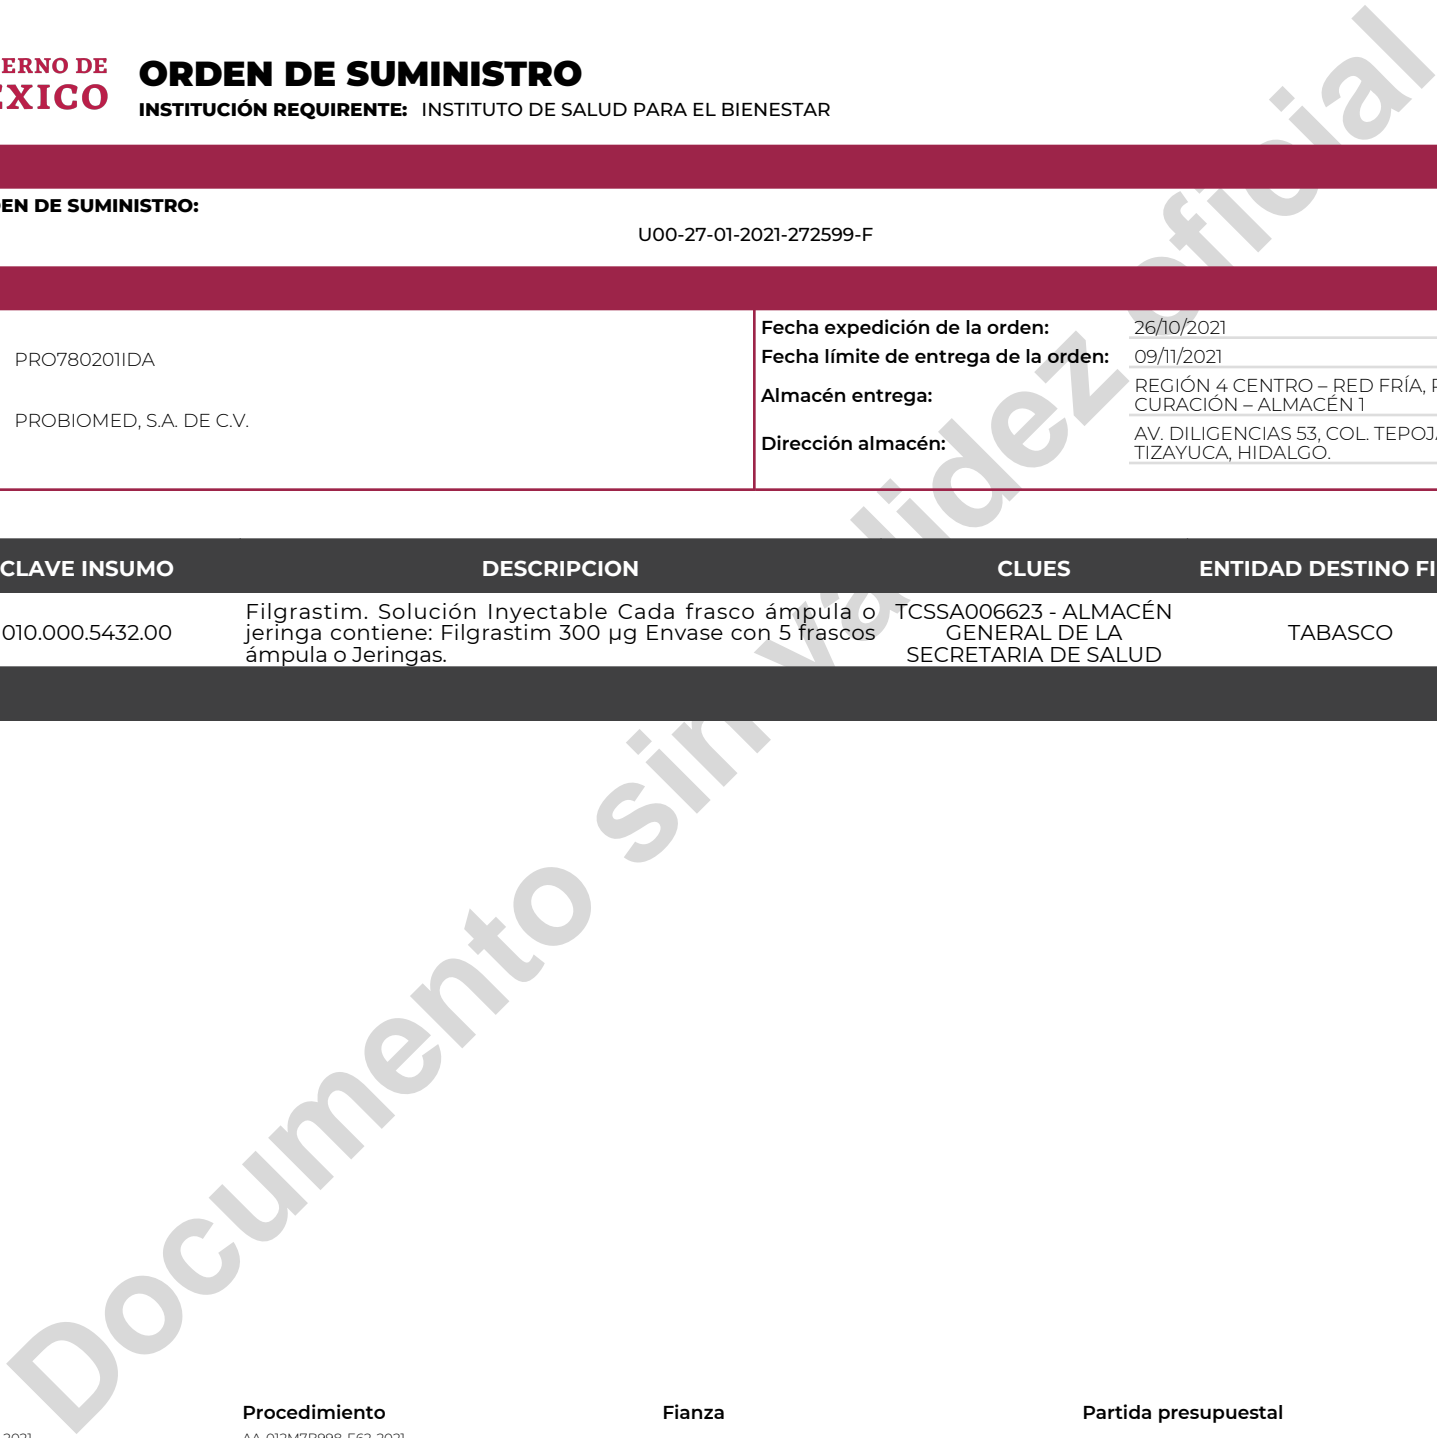 ERNO DE
EXICO
ORDEN DE SUMINISTRO
INSTITUCIÓN REQUIRENTE: INSTITUTO DE SALUD PARA EL BIENESTAR
EN DE SUMINISTRO:
U00-27-01-2021-272599-F
PRO780201IDA
PROBIOMED, S.A. DE C.V.
Fecha expedición de la orden: 26/10/2021
Fecha límite de entrega de la orden: 09/11/2021
Almacén entrega:
REGIÓN 4 CENTRO – RED FRÍA,
CURACIÓN – ALMACÉN 1
Dirección almacén:
AV. DILIGENCIAS 53, COL. TEPOJ
TIZAYUCA, HIDALGO.
CLAVE INSUMO DESCRIPCION CLUES ENTIDAD DESTINO FI
010.000.5432.00
Filgrastim. Solución Inyectable Cada frasco ámpula o
jeringa contiene: Filgrastim 300 µg Envase con 5 frascos
ámpula o Jeringas.
TCSSA006623 - ALMACÉN
GENERAL DE LA
SECRETARIA DE SALUD
TABASCO
Documento sin validez oficial
Procedimiento Fianza Partida presupuestal